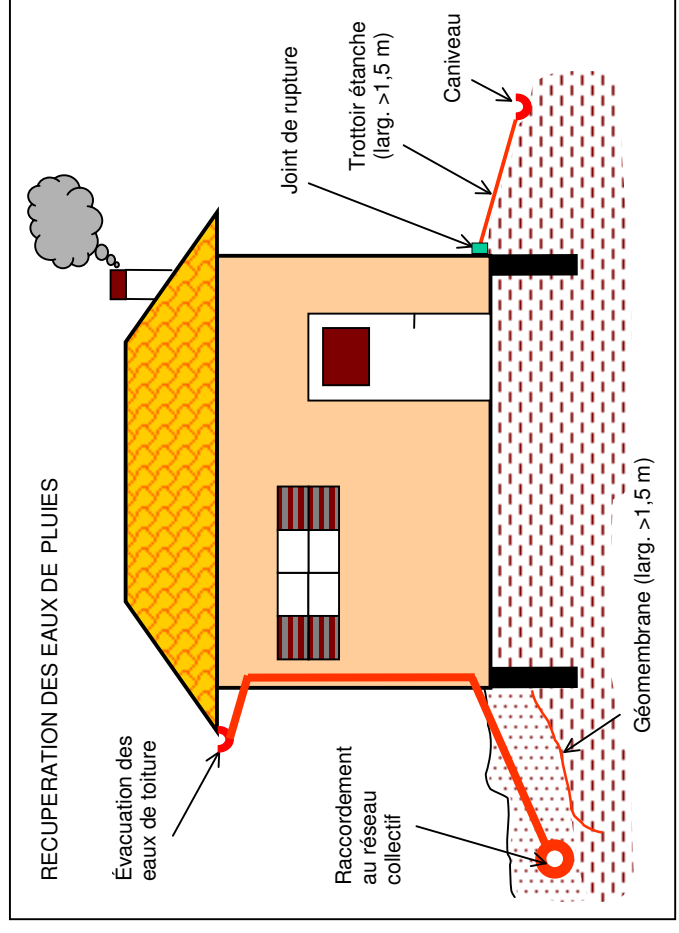 RECUPERATION DES EAUX DE PLUIES
Évacuation des
eaux de toiture
Joint de rupture
Trottoir étanche
(larg. >1,5 m)
Caniveau
Raccordement
au réseau
collectif
Géomembrane (larg. >1,5 m)